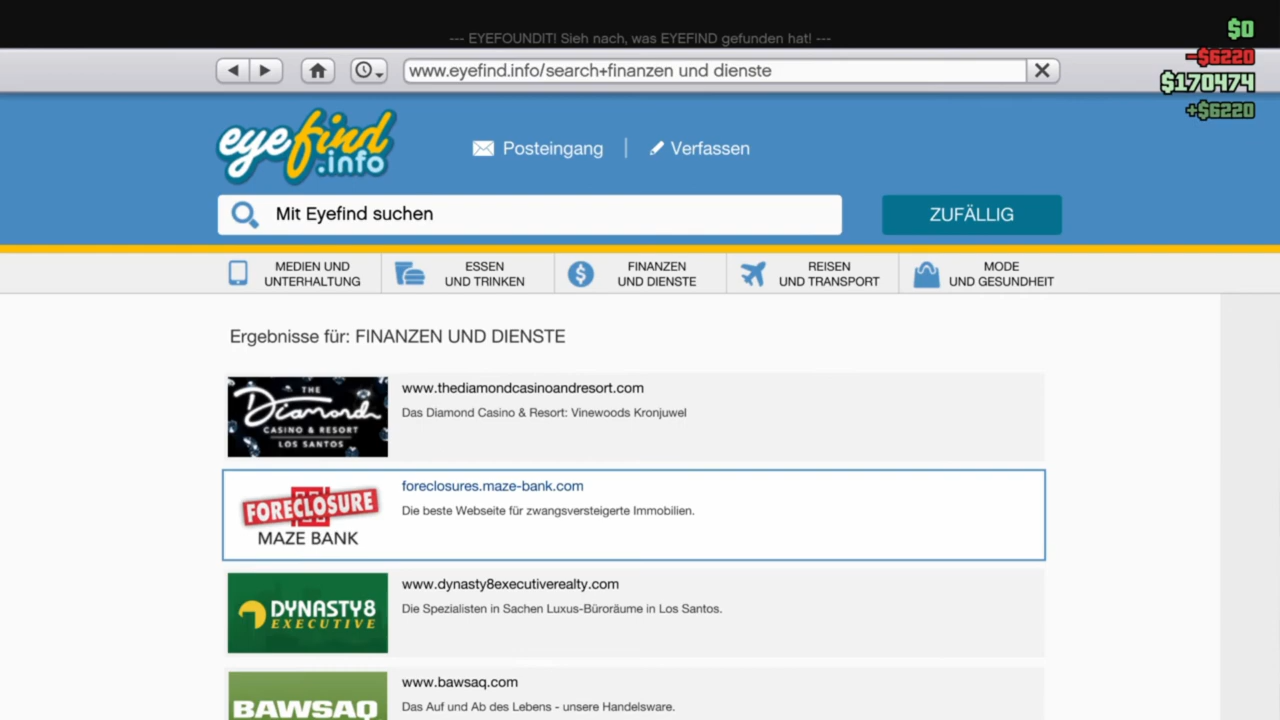 --- EYEFOUNDIT! Sieh nach, was EYEFIND gefunden hat! ---
$0
-$6220
$170474
+$6220
www.eyefind.info/search+finanzen und dienste
eyefind
.info
Posteingang
Verfassen
Mit Eyefind suchen
ZUFÄLLIG
MEDIEN UND
UNTERHALTUNG
ESSEN
UND TRINKEN
FINANZEN
UND DIENSTE
REISEN
UND TRANSPORT
MODE
UND GESUNDHEIT
Ergebnisse für: FINANZEN UND DIENSTE
THE
Diamond
CASINO & RESORT
LOS SANTOS
www.thediamondcasinoandresort.com
Das Diamond Casino & Resort: Vinewoods Kronjuwel
FORECLOSURE
MAZE BANK
foreclosures.maze-bank.com
Die beste Webseite für zwangsversteigerte Immobilien.
DYNASTY8
EXECUTIVE
www.dynasty8executiverealty.com
Die Spezialisten in Sachen Luxus-Büroräume in Los Santos.
BAWSAQ
www.bawsaq.com
Das Auf und Ab des Lebens - unsere Handelsware.